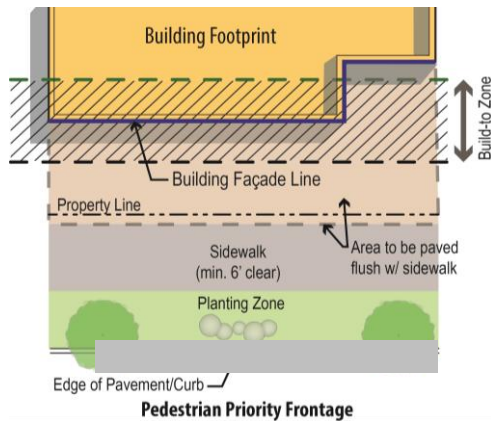 Building Footprint
Build-to Zone
Building Façade Line
Property Line
Sidewalk
(min. 6' clear)
Area to be paved
flush w/ sidewalk
Planting Zone
Edge of Pavement/Curb
Pedestrian Priority Frontage